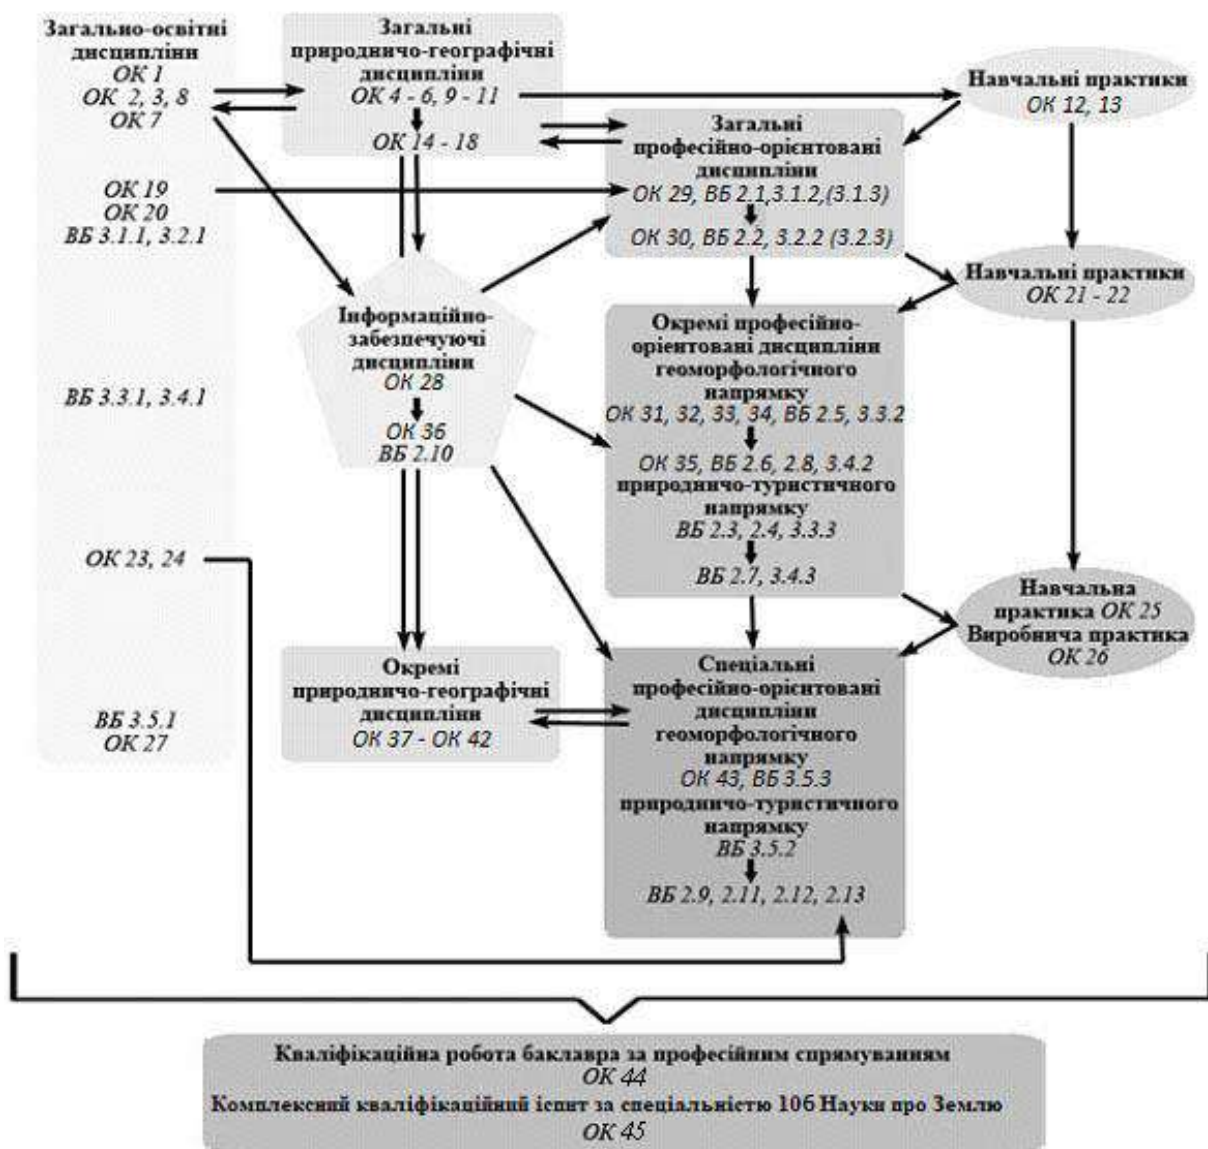 Загально-освітні
дисципліни
ОК 1
ОК 2, 3, 8
ОК 7
ОК 19
ОК 20
ВБ 3.1.1, 3.2.1
ВБ 3.3.1, 3.4.1
ОК 23, 24
ВБ 3.5.1
ОК 27
Загальні
природничо-географічні
дисципліни
ОК 4 - 6, 9 - 11
ОК 14 - 18
Інформаційно-
забезпечуючі
дисципліни
ОК 28
ОК 36
ВБ 2.10
Окремі
природничо-географічні
дисципліни
ОК 37 - ОК 42
Загальні
професійно-орієнтовані
дисципліни
ОК 29, ВБ 2.1,3.1.2,(3.1.3)
ОК 30, ВБ 2.2, 3.2.2 (3.2.3)
Окремі професійно-
орієнтовані дисципліни
геоморфологічного
напрямку
ОК 31, 32, 33, 34, ВБ 2.5, 3.3.2
ОК 35, ВБ 2.6, 2.8, 3.4.2
природничо-туристичного
напрямку
ВБ 2.3, 2.4, 3.3.3
ВБ 2.7, 3.4.3
Спеціальні
професійно-орієнтовані
дисципліни
геоморфологічного
напрямку
ОК 43, ВБ 3.5.3
природничо-туристичного
напрямку
ВБ 3.5.2
ВБ 2.9, 2.11, 2.12, 2.13
Навчальні практики
ОК 12, 13
Навчальні практики
ОК 21 - 22
Навчальна
практика ОК 25
Виробнича практика
ОК 26
Кваліфікаційна робота баклавра за професійним спрямуванням
ОК 44
Комплексний кваліфікаційний іспит за спеціальністю 106 Науки про Землю
ОК 45